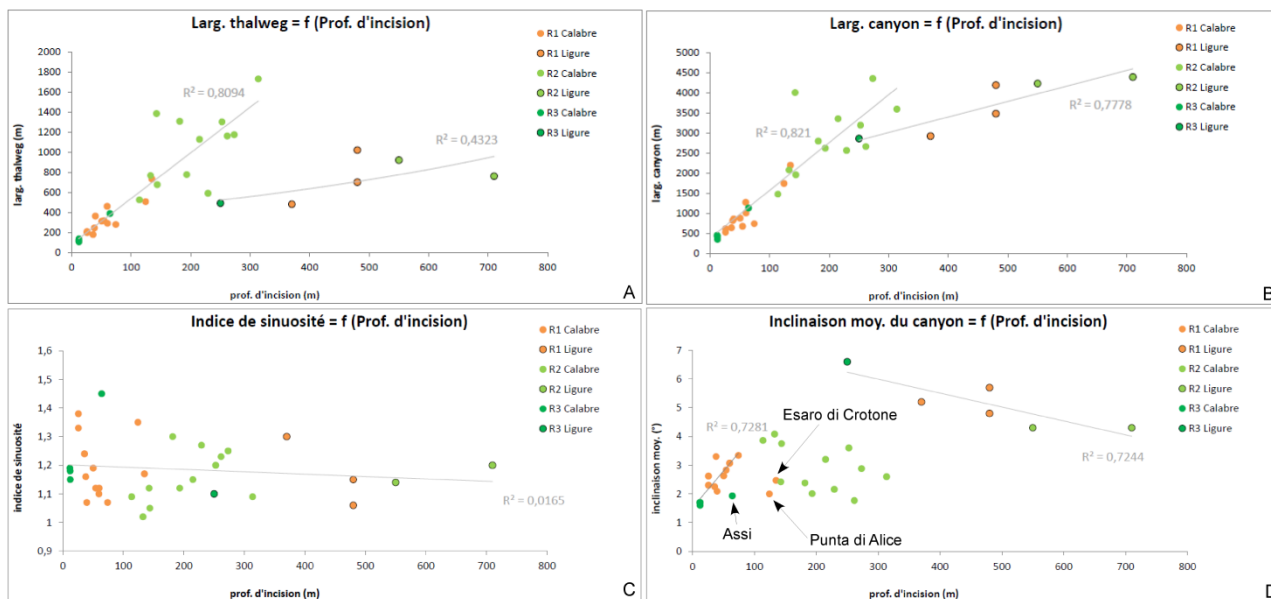 Larg. thalweg = f (Prof. d'incision)
2000
1800
1600
1400
1200
1000
800
600
400
200
0
larg. thalweg (m)
R² = 0,8094
R² = 0,4323
0 100 200 300 400 500 600 700 800
prof. d'incision (m)
R1 Calabre
R1 Ligure
R2 Calabre
R2 Ligure
R3 Calabre
R3 Ligure
A
Larg. canyon = f (Prof. d'incision)
5000
4500
4000
3500
3000
2500
2000
1500
1000
500
0
larg. canyon (m)
R² = 0,821
R² = 0,7778
0 100 200 300 400 500 600 700 800
prof. d'incision (m)
R1 Calabre
R1 Ligure
R2 Calabre
R2 Ligure
R3 Calabre
R3 Ligure
B
Indice de sinuosité = f (Prof. d'incision)
1,6
1,5
1,4
1,3
1,2
1,1
1
0,9
indice de sinuosité
R² = 0,0165
0 100 200 300 400 500 600 700 800
prof. d'incision (m)
R1 Calabre
R1 Ligure
R2 Calabre
R2 Ligure
R3 Calabre
R3 Ligure
C
Inclinaison moy. du canyon = f (Prof. d'incision)
7
6
5
4
3
2
1
0
inclinaison moy. (°)
R² = 0,7281
Esaro di Crotone
R² = 0,7244
Assi
Punta di Alice
0 100 200 300 400 500 600 700 800
prof. d'incision (m)
R1 Calabre
R1 Ligure
R2 Calabre
R2 Ligure
R3 Calabre
R3 Ligure
D